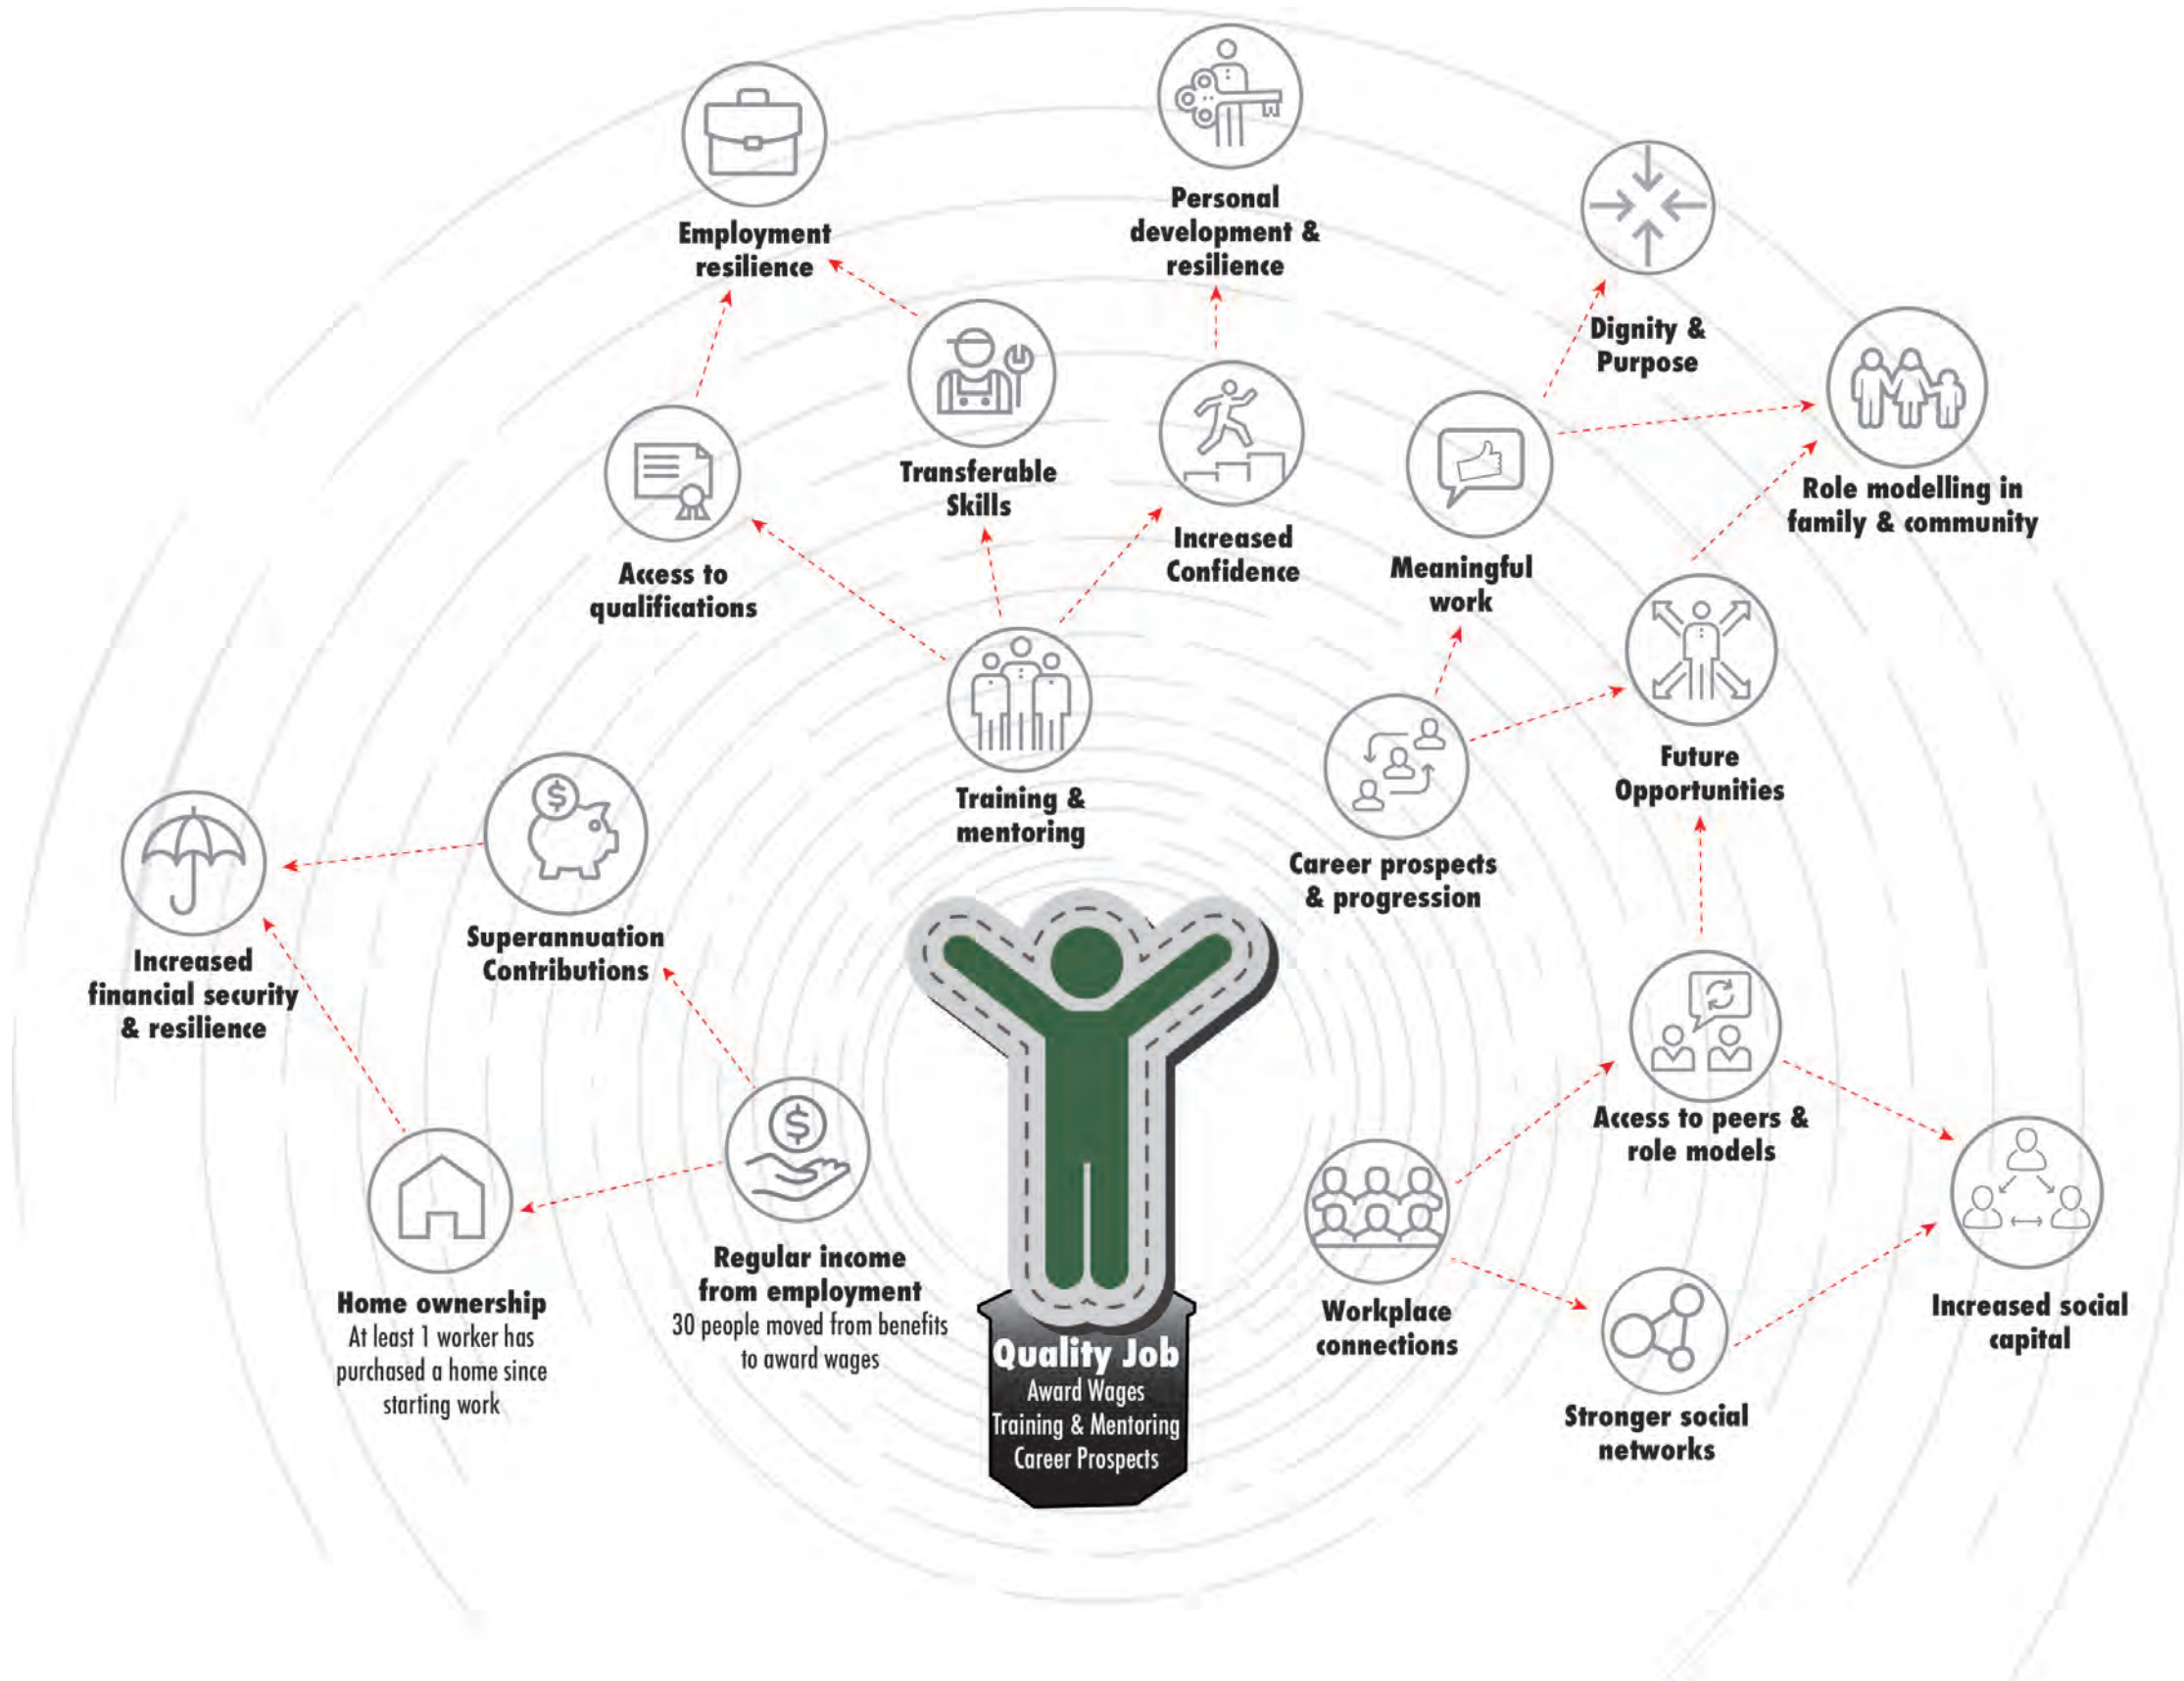 Employment
resilience
Personal
development &
resilience
Dignity &
Purpose
Role modelling in
family & community
Transferable
Skills
Access to
qualifications
Increased
Confidence
Meaningful
work
Training &
mentoring
Future
Opportunities
Career prospects
& progression
Superannuation
Contributions
Increased
financial security
& resilience
Home ownership
At least 1 worker has
purchased a home since
starting work
Regular income
from employment
30 people moved from benefits
to award wages
Quality Job
Award Wages
Training & Mentoring
Career Prospects
Workplace
connections
Access to peers &
role models
Stronger social
networks
Increased social
capital
$
$